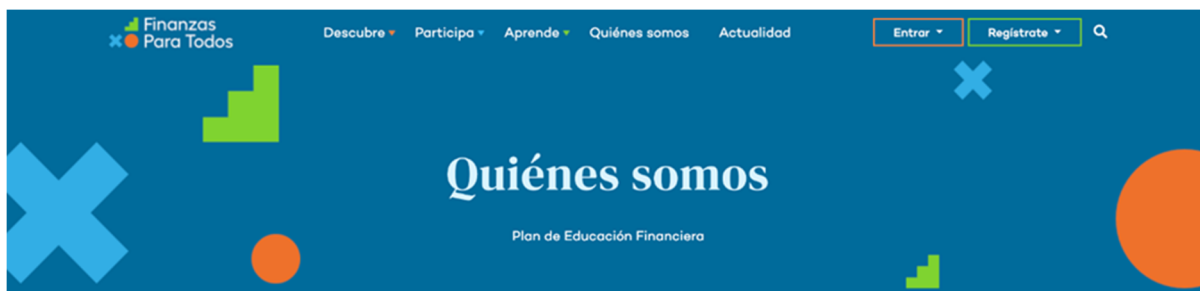 Finanzas
Para Todos
Descubre Participa Aprende Quiénes somos Actualidad Entrar Regístrate
Quiénes somos
Plan de Educación Financiera